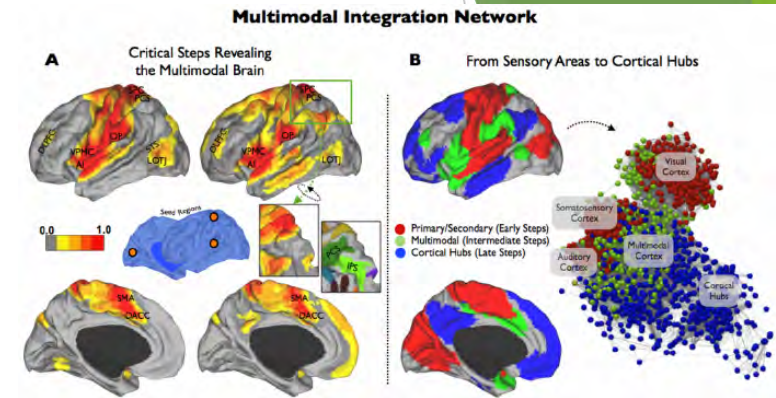 Multimodal Integration Network
A
Critical Steps Revealing
the Multimodal Brain
SPC
PCS
DLPFC
VPMC
OP
AI
STS
LOTJ
SPC
PCS
DLPFC
VPMC
OP
AI
LOTJ
Seed Regions
0.0 1.0
PCS
IPS
SMA
DACC
SMA
DACC
B
From Sensory Areas to Cortical Hubs
Primary/Secondary (Early Steps)
Multimodal (Intermediate Steps)
Cortical Hubs (Late Steps)
Visual
Cortex
Somatosensory
Cortex
Auditory
Cortex
Multimodal
Cortex
Cortical
Hubs